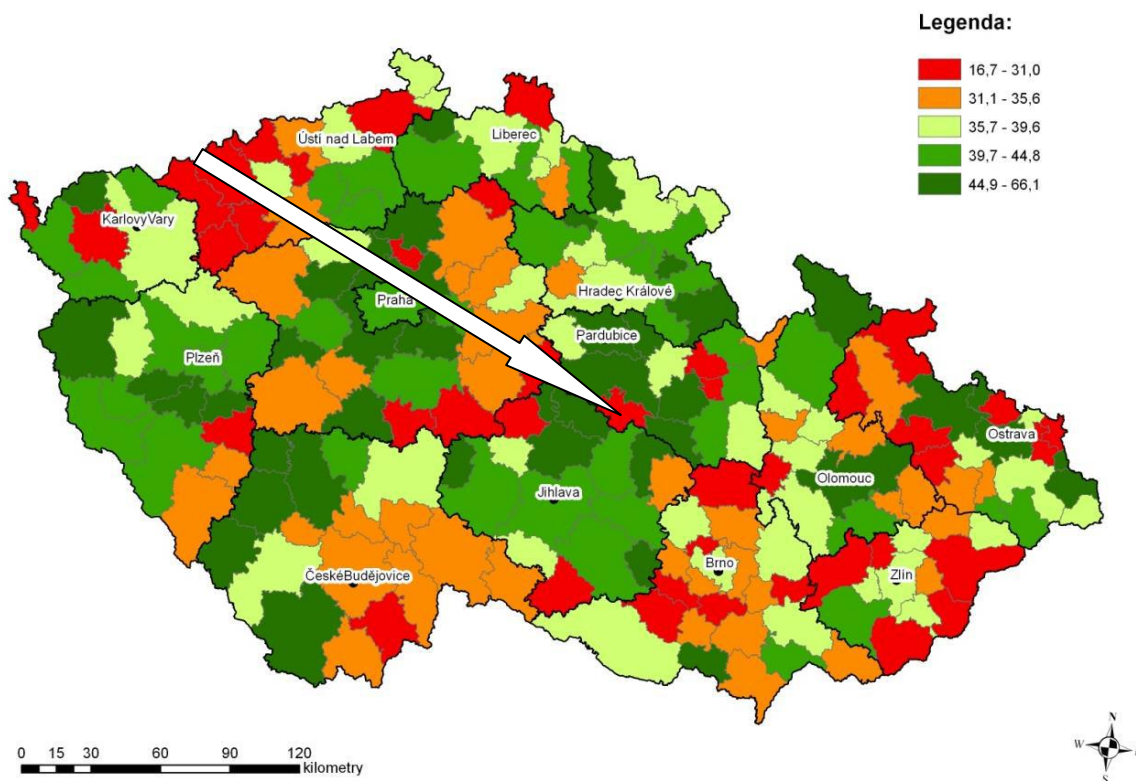 Legenda:
16,7 - 31,0
31,1 - 35,6
35,7 - 39,6
39,7 - 44,8
44,9 - 66,1
Ústí nad Labem
Liberec
KarlovyVary
Praha
Hradec Králové
Pardubice
Plzeň
Ostrava
Olomouc
Jihlava
Brno
Zlín
ČeskéBudějovice
0 15 30 60 90 120
kilometry
N
W
S